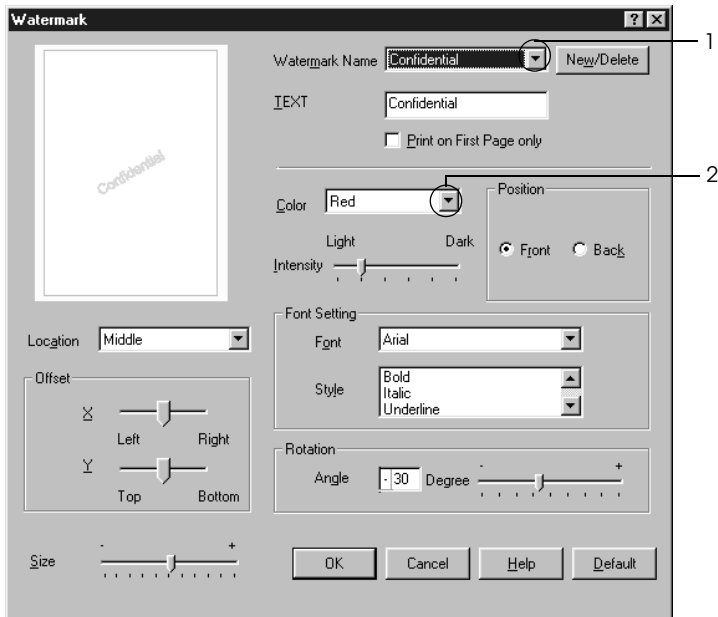 Watermark
1
Watermark Name Confidential New/Delete
TEXT Confidential
Print on First Page only
Confidential
2
Color Red
Position
Light Dark
Front Back
Intensity
Font Setting
Location Middle
Font Arial
Offset
Style Bold
Italic
Underline
X
Left Right
Y
Top Bottom
Rotation
Angle -30 Degree - +
Size - +
OK Cancel Help Default